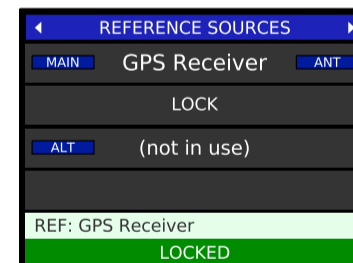 REFERENCE SOURCES
MAIN GPS Receiver ANT
LOCK
ALT (not in use)
REF: GPS Receiver
LOCKED